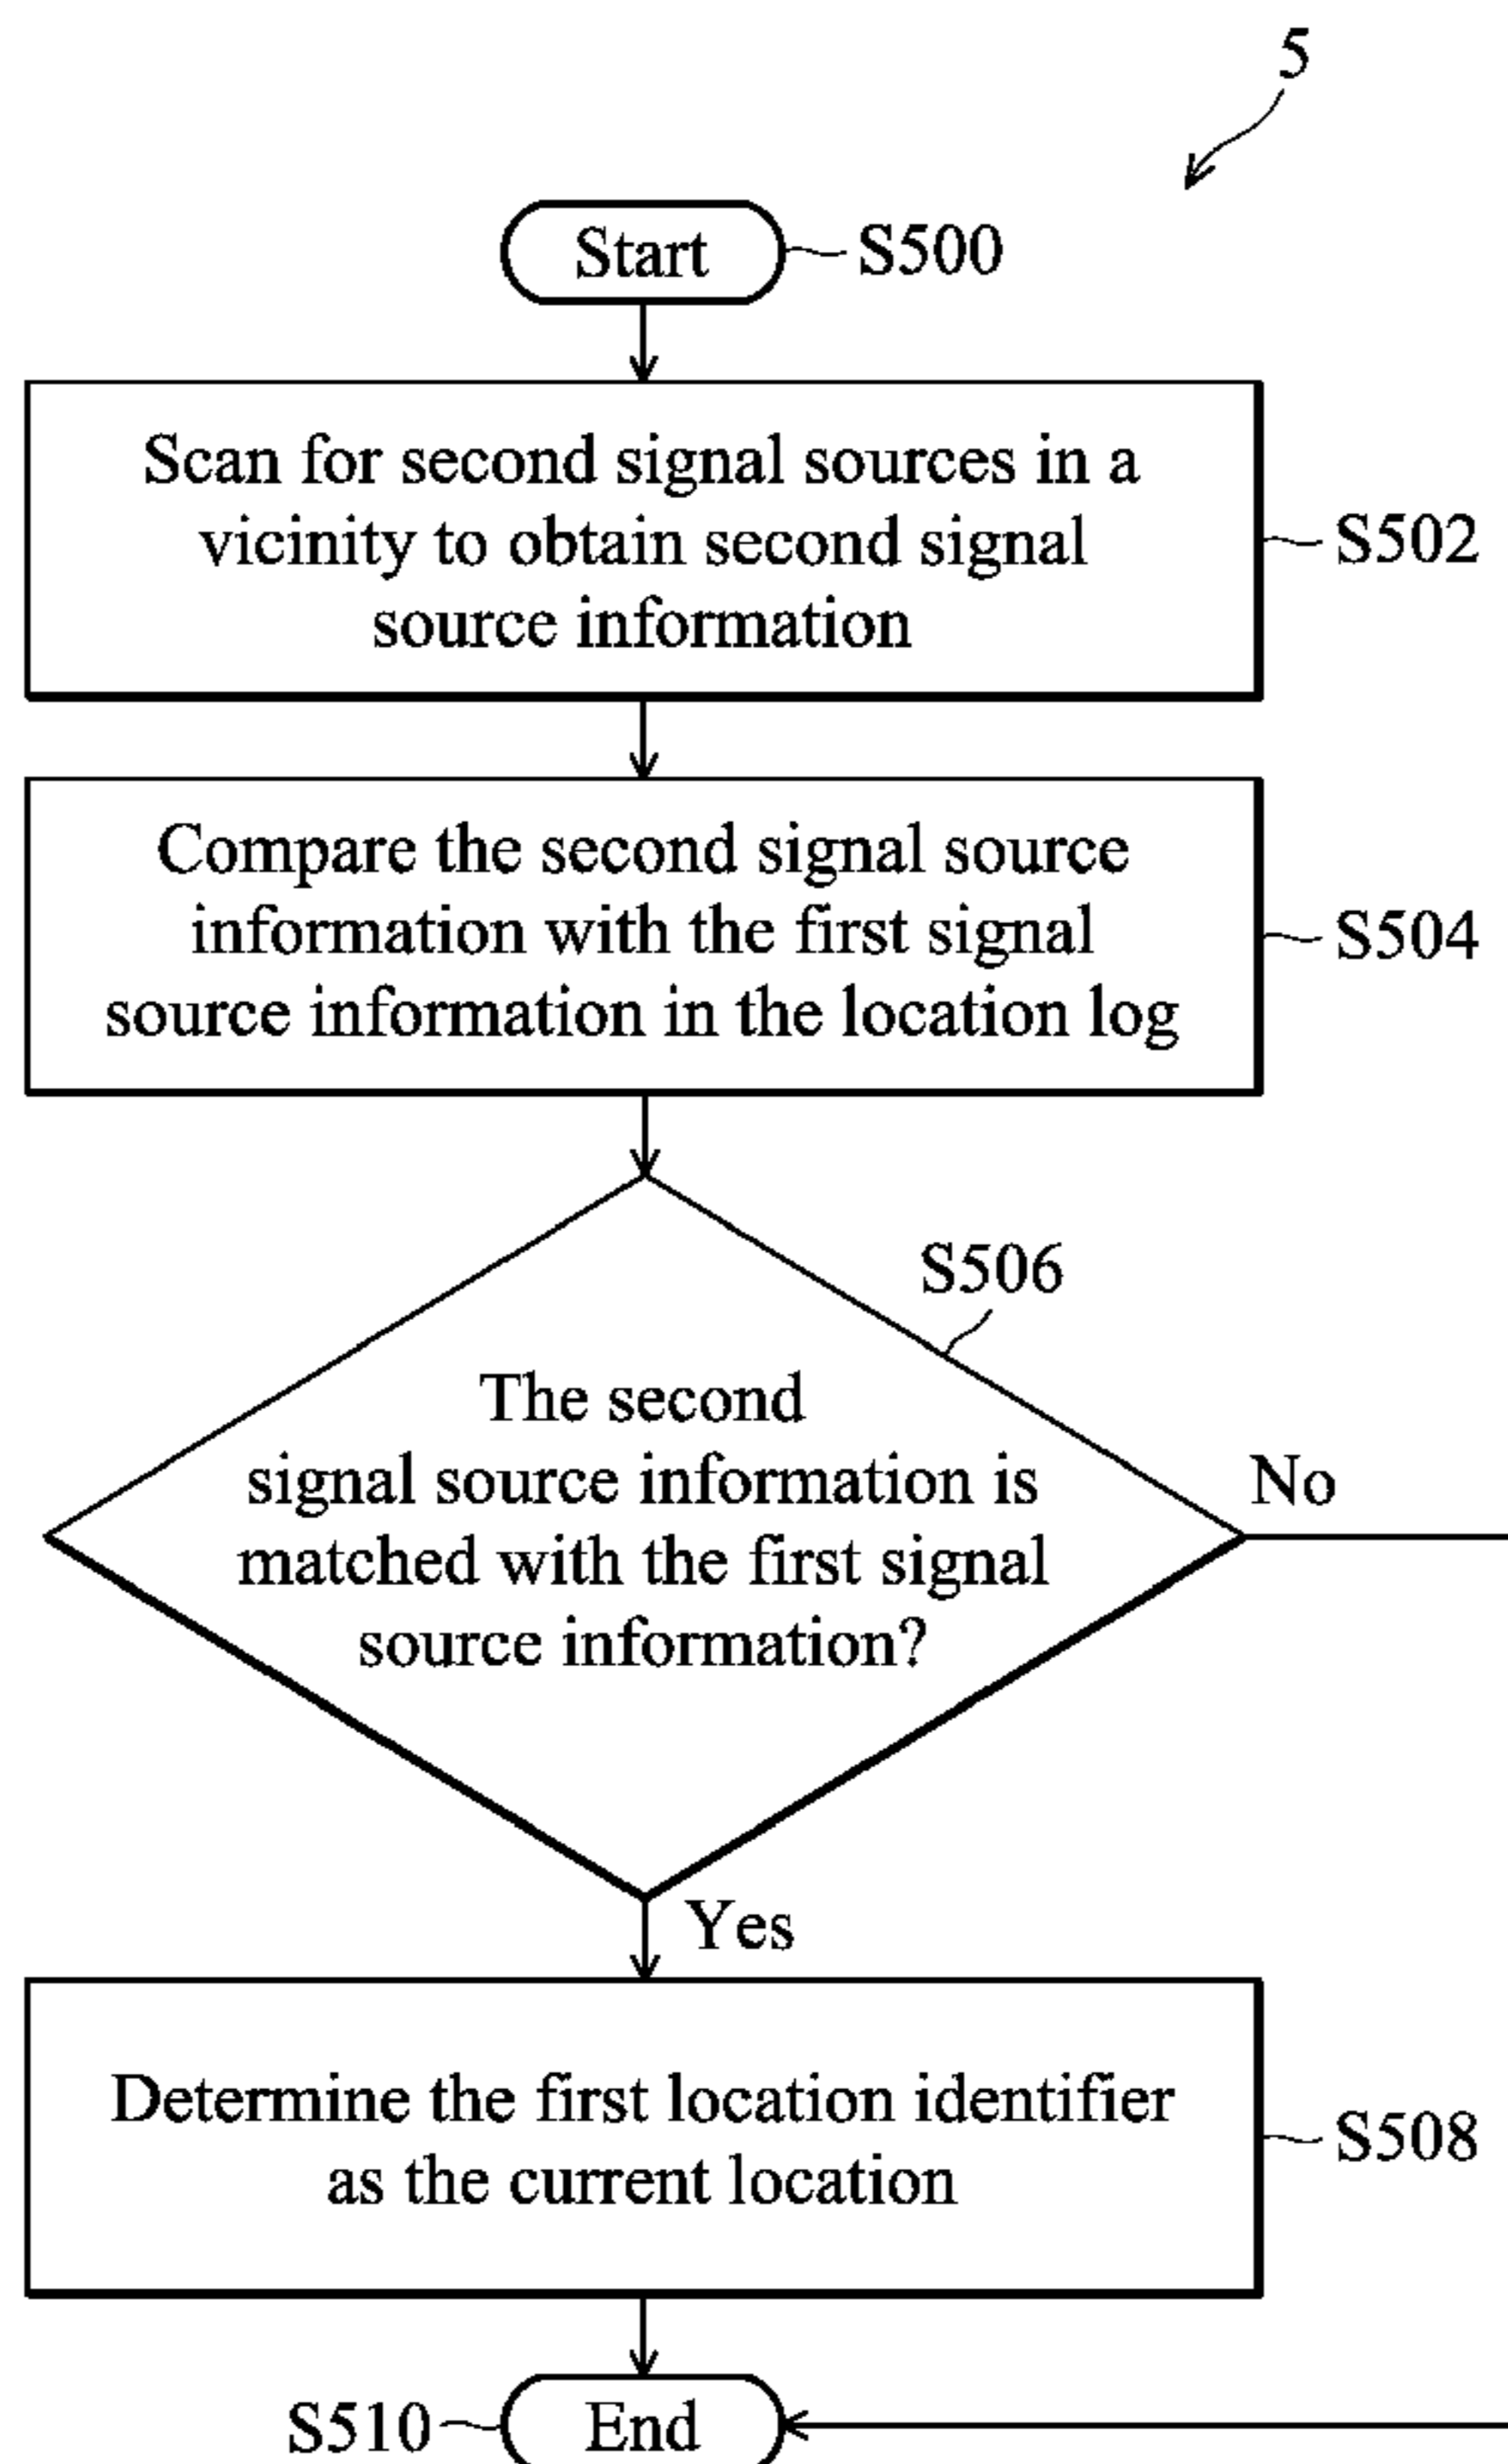 5
Start
S500
Scan for second signal sources in a
vicinity to obtain second signal
source information
S502
Compare the second signal source
information with the first signal
source information in the location log
S504
S506
The second
signal source information is
matched with the first signal
source information?
No
Yes
Determine the first location identifier
as the current location
S508
S510
End